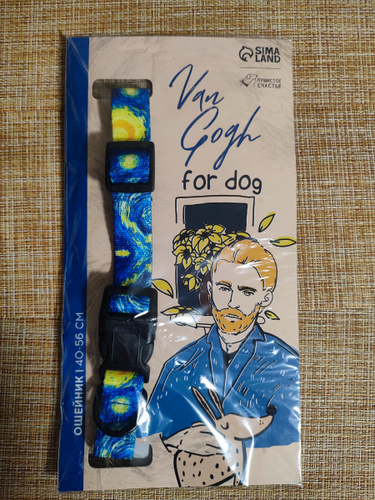 SIMA
LAND
ПУШИСТОЕ
СЧАСТЬЕ
Van
Gogh
for dog
ОШЕЙНИК | 40-56 СМ